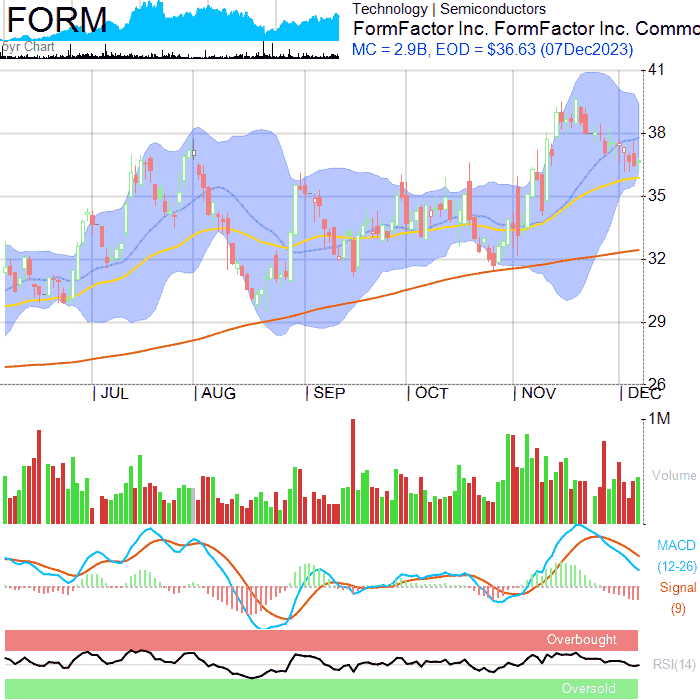 FORM
Technology | Semiconductors
FormFactor Inc. FormFactor Inc. Commo
MC = 2.9B, EOD = $36.63 (07Dec2023)
yr Chart
41
38
35
32
29
26
JUL
AUG
SEP
OCT
NOV
DEC
1M
Volume
MACD
(12-26)
Signal
(9)
Overbought
RSI(14)
Oversold